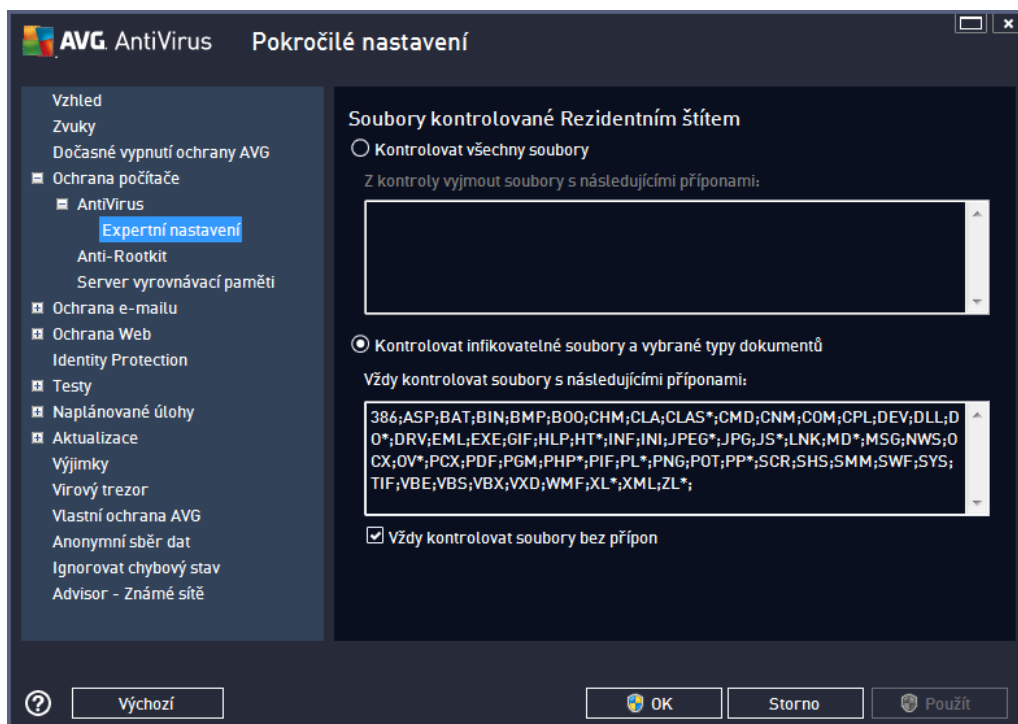 AVG. AntiVirus Pokročilé nastavení
Vzhled
Zvuky
Dočasné vypnutí ochrany AVG
Ochrana počítače
AntiVirus
Expertní nastavení
Anti-Rootkit
Server vyrovnávací paměti
Ochrana e-mailu
Ochrana Web
Identity Protection
Testy
Naplánované úlohy
Aktualizace
Výjimky
Virový trezor
Vlastní ochrana AVG
Anonymní sběr dat
Ignorovat chybový stav
Advisor - Známé sítě
Soubory kontrolované Rezidentním štítem
Kontrolovat všechny soubory
Z kontroly vyjmout soubory s následujícími příponami:
Kontrolovat infikovatelné soubory a vybrané typy dokumentů
Vždy kontrolovat soubory s následujícími příponami:
386;ASP;BAT;BIN;BMP;BOO;CHM;CLA;CLAS*;CMD;CNM;COM;CPL;DEV;DLL;D
O*;DRV;EML;EXE;GIF;HLP;HT*;INF;INI;JPEG*;JPG;JS*;LNK;MD*;MSG;NWS;O
CX;OV*;PCX;PDF;PGM;PHP*;PIF;PL*;PNG;POT;PP*;SCR;SHS;SMM;SWF;SYS;
TIF;VBE;VBS;VBX;VXD;WMF;XL*;XML;ZL*;
Vždy kontrolovat soubory bez přípon
Výchozí
OK
Storno
Použít